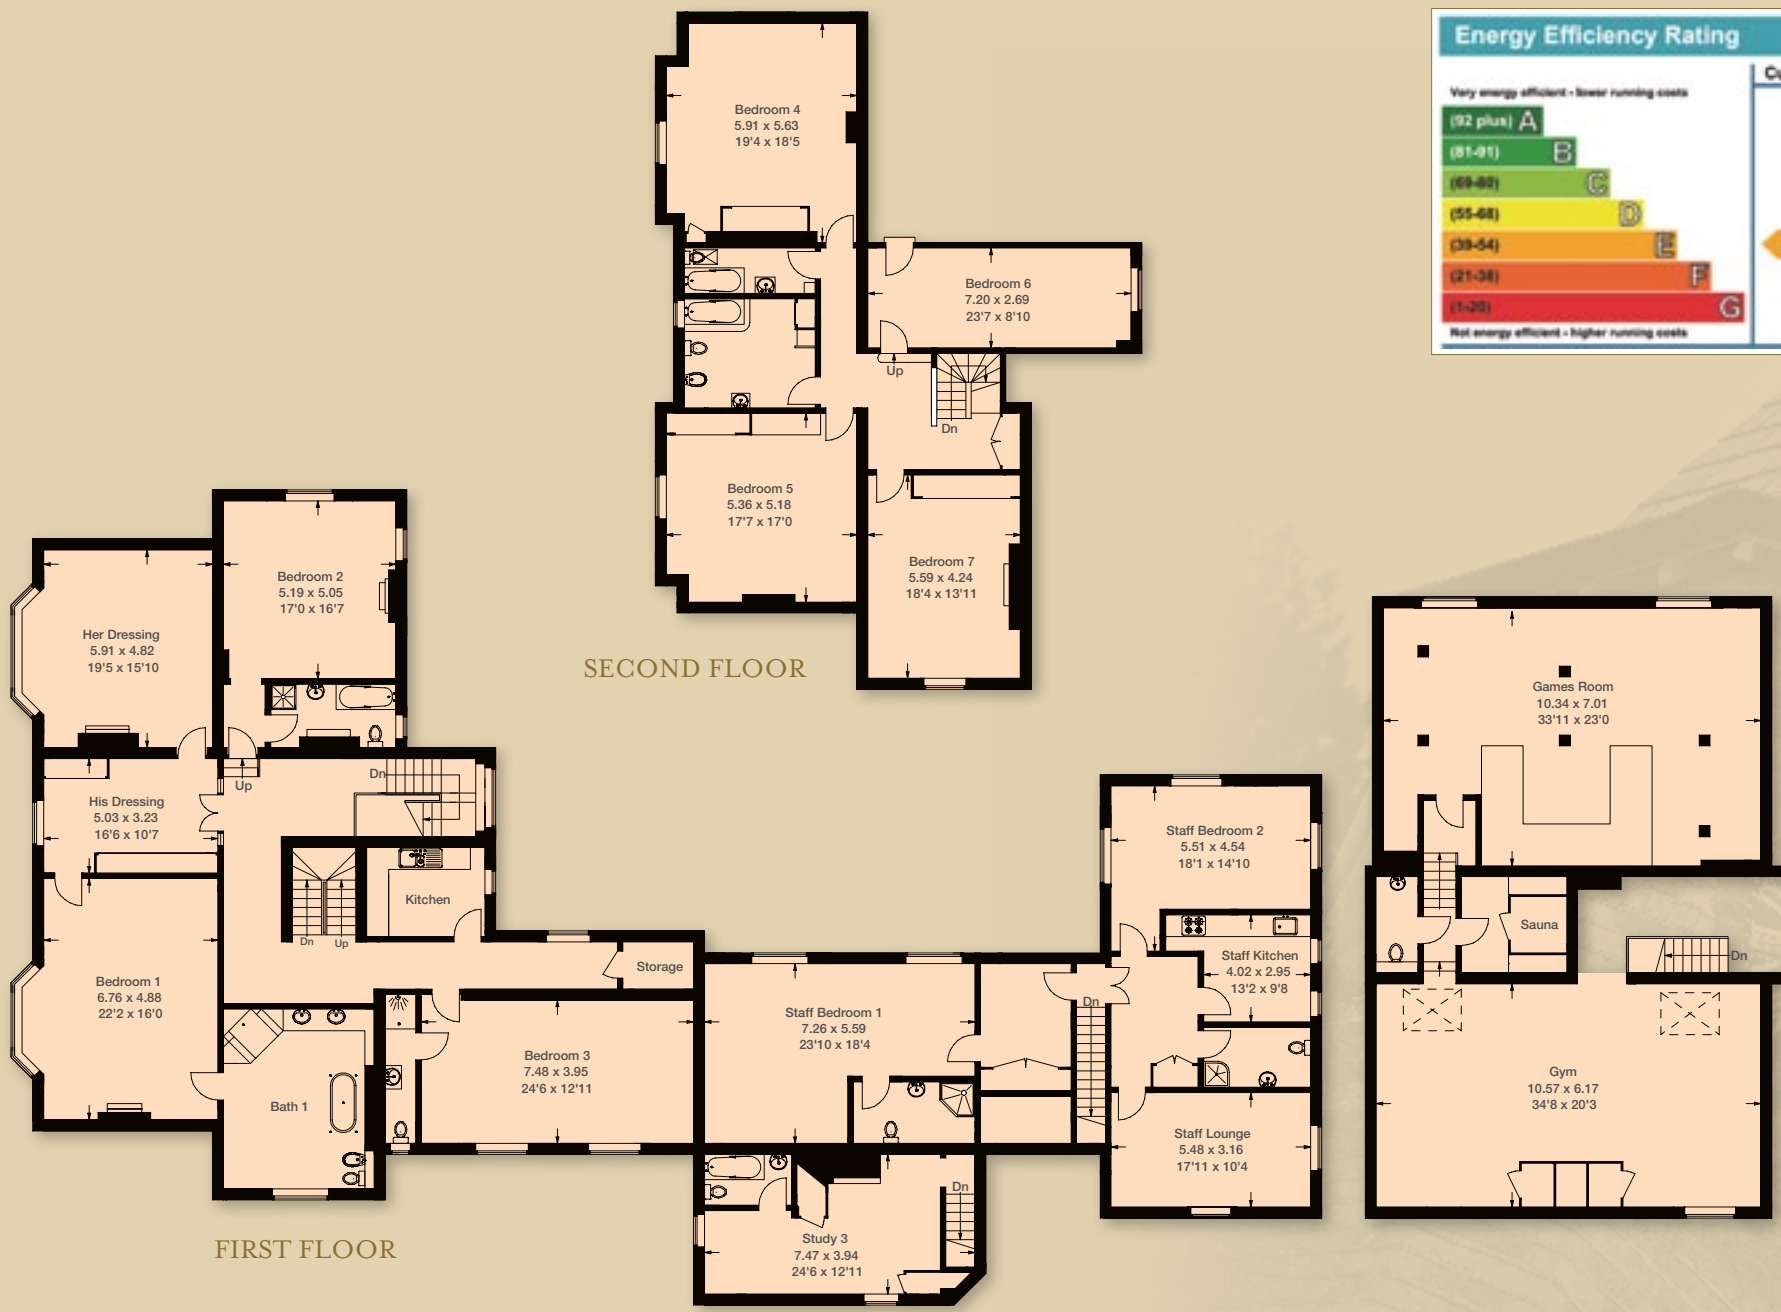 Energy Efficiency Rating
Very energy efficient - lower running costs
(92 plus) A
(81-91) B
(69-80) C
(55-68) D
(39-54) E
(21-38) F
(1-20) G
Not energy efficient - higher running costs
Bedroom 4
5.91 x 5.63
19'4 x 18'5
Bedroom 6
7.20 x 2.69
23'7 x 8'10
Up
Dn
Bedroom 5
5.36 x 5.18
17'7 x 17'0
Bedroom 7
5.59 x 4.24
18'4 x 13'11
SECOND FLOOR
Bedroom 2
5.19 x 5.05
17'0 x 16'7
Her Dressing
5.91 x 4.82
19'5 x 15'10
Up
Dn
His Dressing
5.03 x 3.23
16'6 x 10'7
Kitchen
Dn
Up
Storage
Bedroom 1
6.76 x 4.88
22'2 x 16'0
Bath 1
Bedroom 3
7.48 x 3.95
24'6 x 12'11
Staff Bedroom 1
7.26 x 5.59
23'10 x 18'4
Dn
Staff Bedroom 2
5.51 x 4.54
18'1 x 14'10
Staff Kitchen
4.02 x 2.95
13'2 x 9'8
Staff Lounge
5.48 x 3.16
17'11 x 10'4
Dn
Study 3
7.47 x 3.94
24'6 x 12'11
FIRST FLOOR
Games Room
10.34 x 7.01
33'11 x 23'0
Sauna
Dn
Gym
10.57 x 6.17
34'8 x 20'3